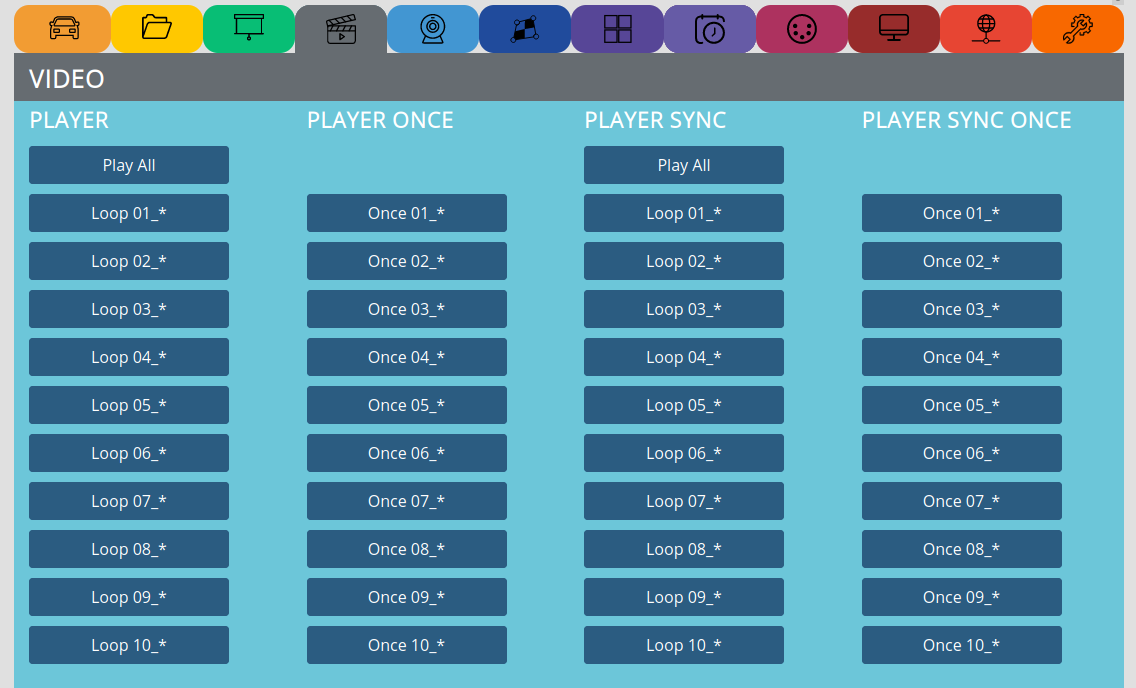 VIDEO
PLAYER PLAYER ONCE PLAYER SYNC PLAYER SYNC ONCE
Play All Play All
Loop 01_* Once 01_* Loop 01_* Once 01_*
Loop 02_* Once 02_* Loop 02_* Once 02_*
Loop 03_* Once 03_* Loop 03_* Once 03_*
Loop 04_* Once 04_* Loop 04_* Once 04_*
Loop 05_* Once 05_* Loop 05_* Once 05_*
Loop 06_* Once 06_* Loop 06_* Once 06_*
Loop 07_* Once 07_* Loop 07_* Once 07_*
Loop 08_* Once 08_* Loop 08_* Once 08_*
Loop 09_* Once 09_* Loop 09_* Once 09_*
Loop 10_* Once 10_* Loop 10_* Once 10_*